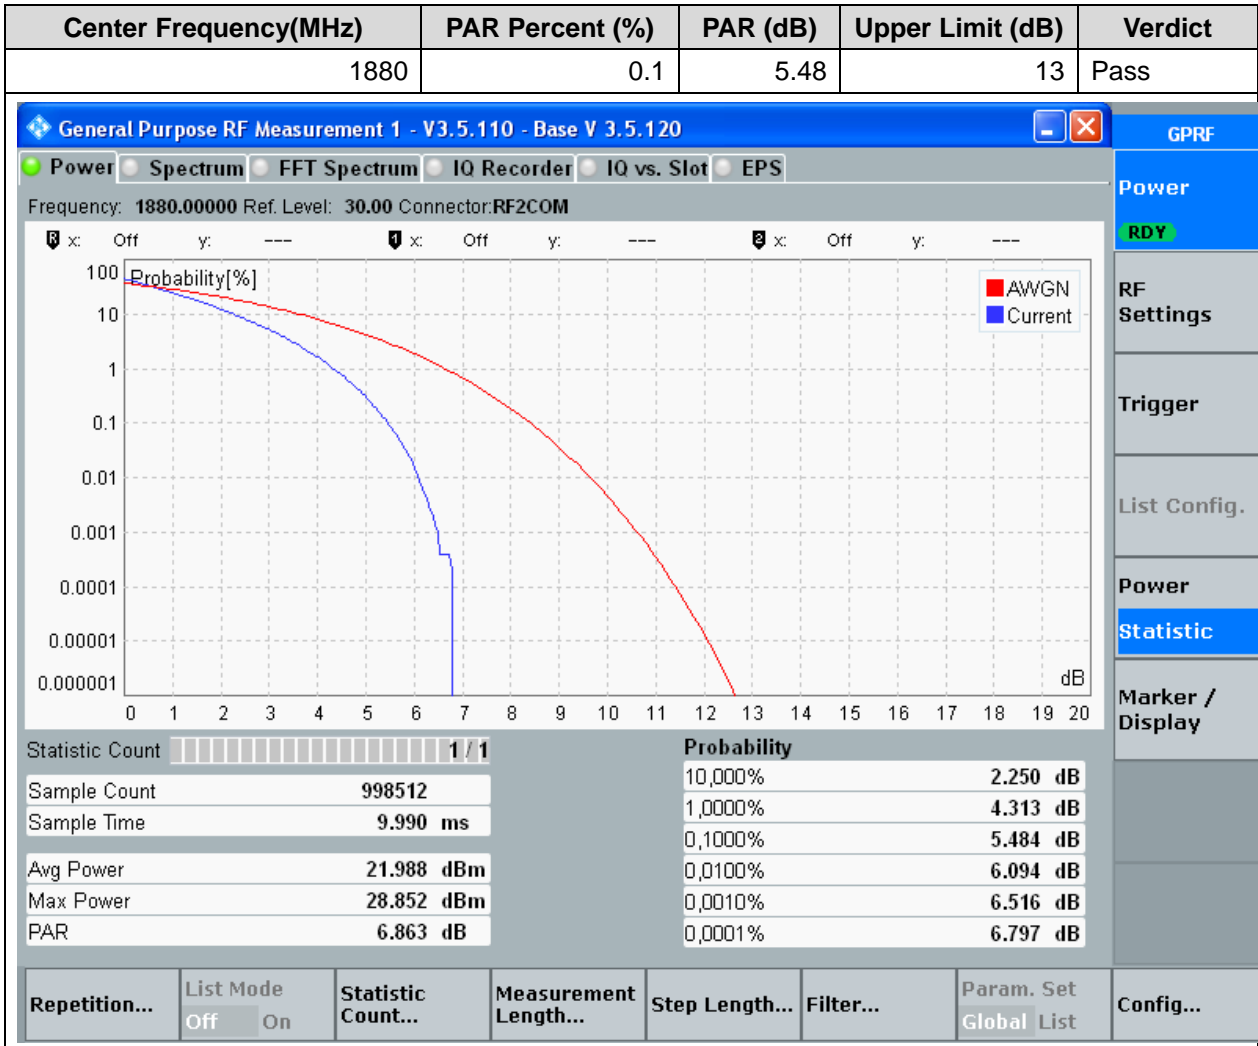 Center Frequency(MHz) PAR Percent (%) PAR (dB) Upper Limit (dB) Verdict
1880 0.1 5.48 13 Pass
General Purpose RF Measurement 1 - V3.5.110 - Base V 3.5.120
GPRF
Power Spectrum FFT Spectrum IQ Recorder IQ vs. Slot EPS
Power
RDY
Frequency: 1880.00000 Ref. Level: 30.00 Connector:RF2COM
R x: Off y: --- 1 x: Off y: --- 2 x: Off y: ---
Probability[%]
AWGN
Current
100
10
1
0.1
0.01
0.001
0.0001
0.00001
0.000001
dB
0 1 2 3 4 5 6 7 8 9 10 11 12 13 14 15 16 17 18 19 20
RF
Settings
Trigger
List Config.
Power
Statistic
Marker /
Display
Statistic Count 1 / 1
Sample Count 998512
Sample Time 9.990 ms
Avg Power 21.988 dBm
Max Power 28.852 dBm
PAR 6.863 dB
Probability
10,000% 2.250 dB
1,0000% 4.313 dB
0,1000% 5.484 dB
0,0100% 6.094 dB
0,0010% 6.516 dB
0,0001% 6.797 dB
Repetition...
List Mode
Off On
Statistic
Count...
Measurement
Length...
Step Length...
Filter...
Param. Set
Global List
Config...